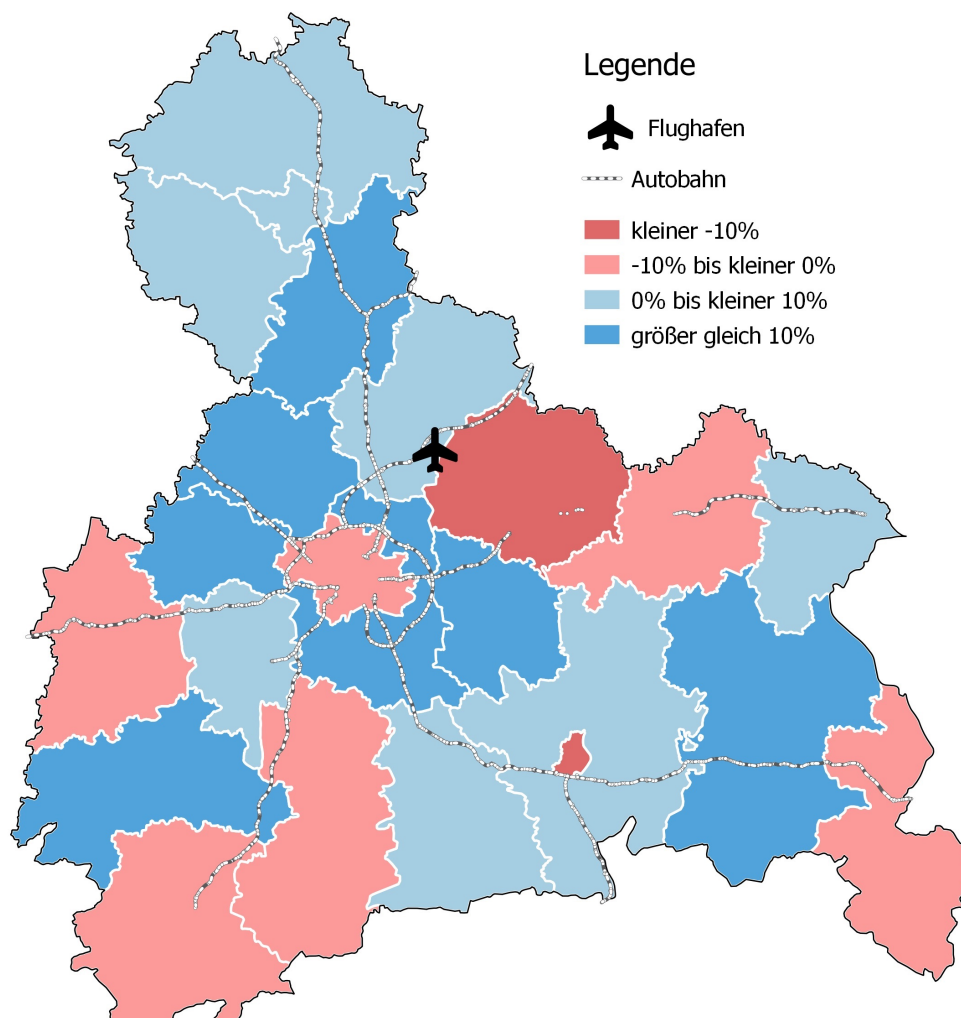 Legende
Flughafen
Autobahn
kleiner -10%
-10% bis kleiner 0%
0% bis kleiner 10%
größer gleich 10%